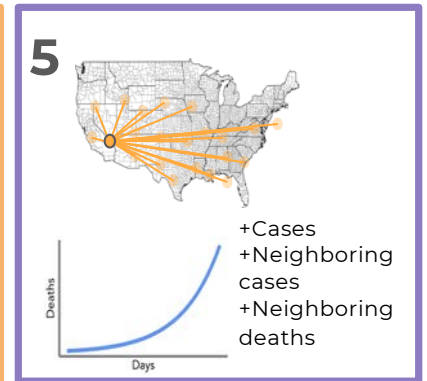 5
+Cases
+Neighboring
cases
+Neighboring
deaths
Deaths
Days